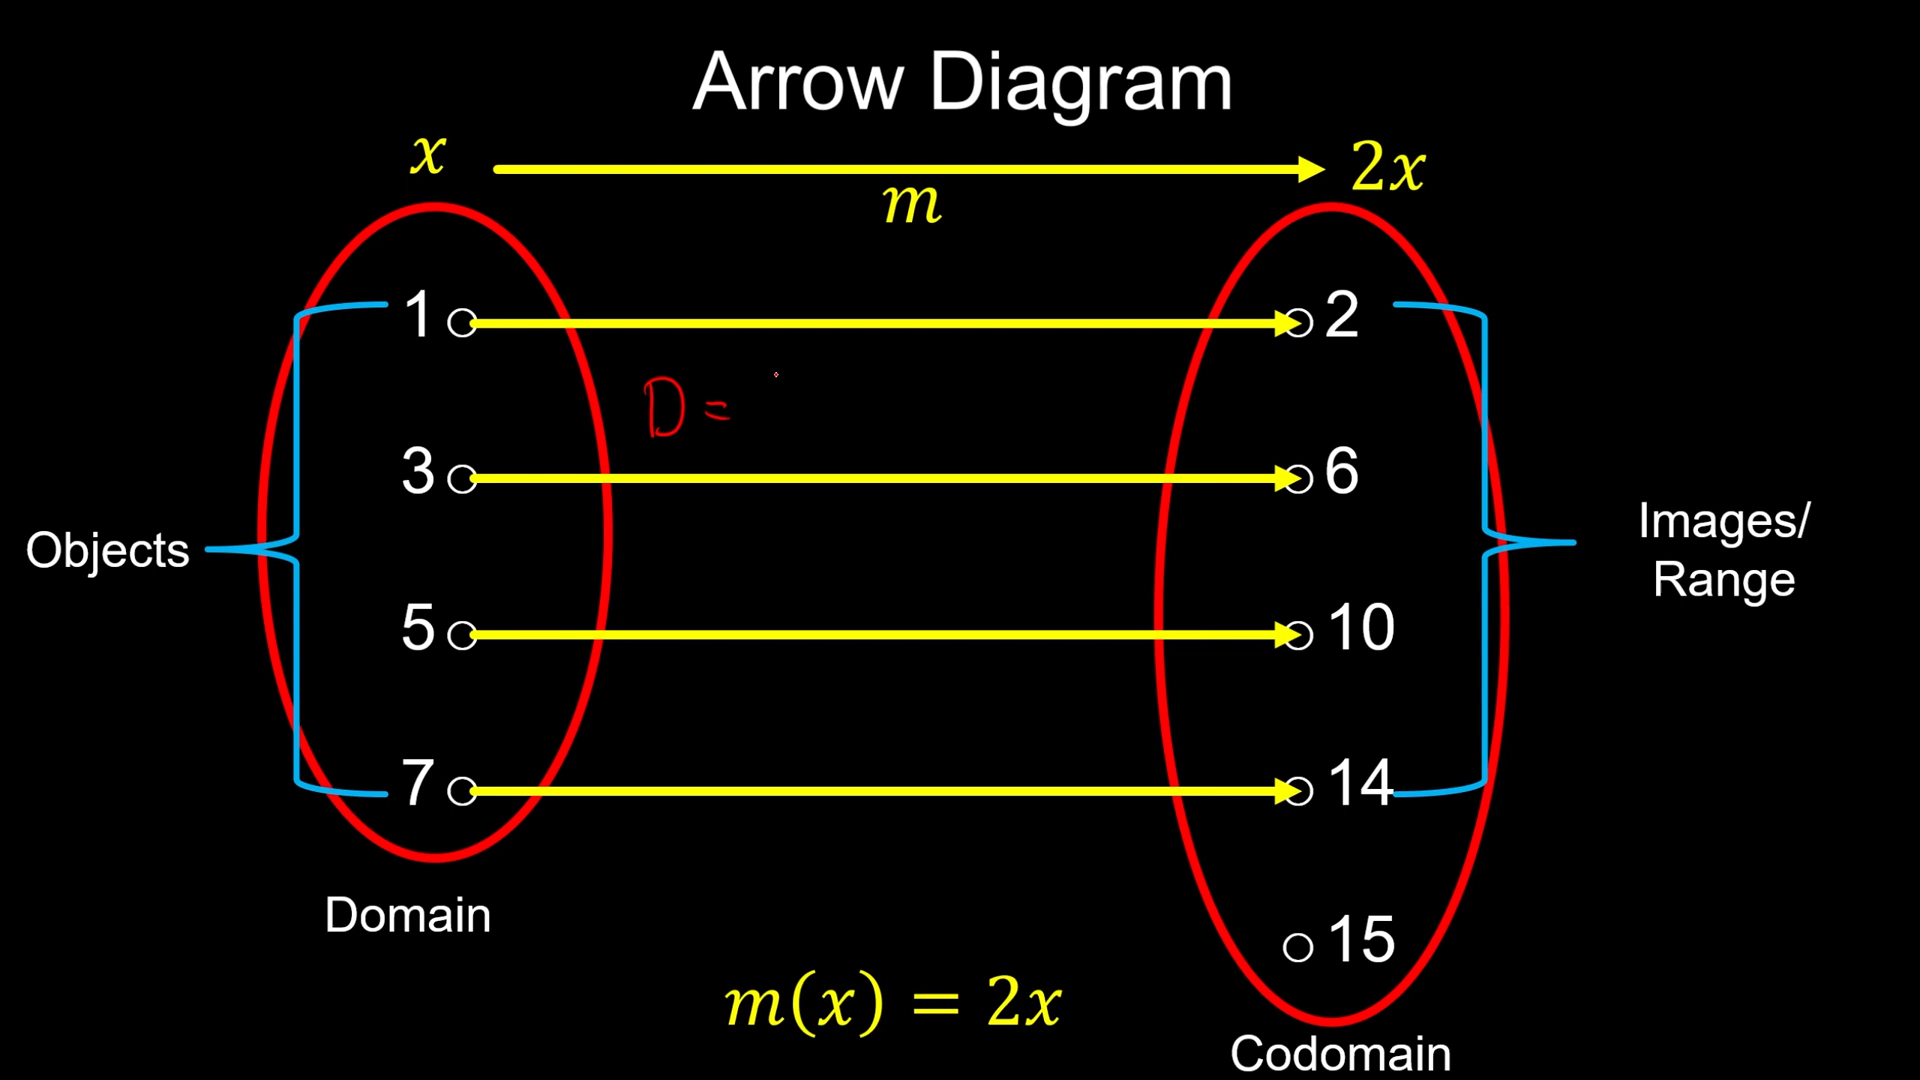 Arrow Diagram
x 2x
m
1 2
D =
3 6
Objects
Images/
Range
5 10
7 14
Domain
15
m(x) = 2x
Codomain